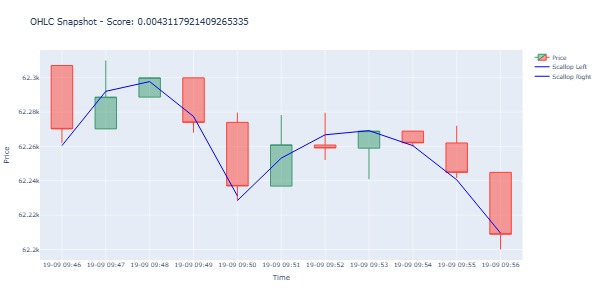 OHLC Snapshot - Score: 0.0043117921409265335
Price
Scallop Left
Scallop Right
62.3k
62.28k
62.26k
62.24k
62.22k
62.2k
Price
19-09 09:46 19-09 09:47 19-09 09:48 19-09 09:49 19-09 09:50 19-09 09:51 19-09 09:52 19-09 09:53 19-09 09:54 19-09 09:55 19-09 09:56
Time